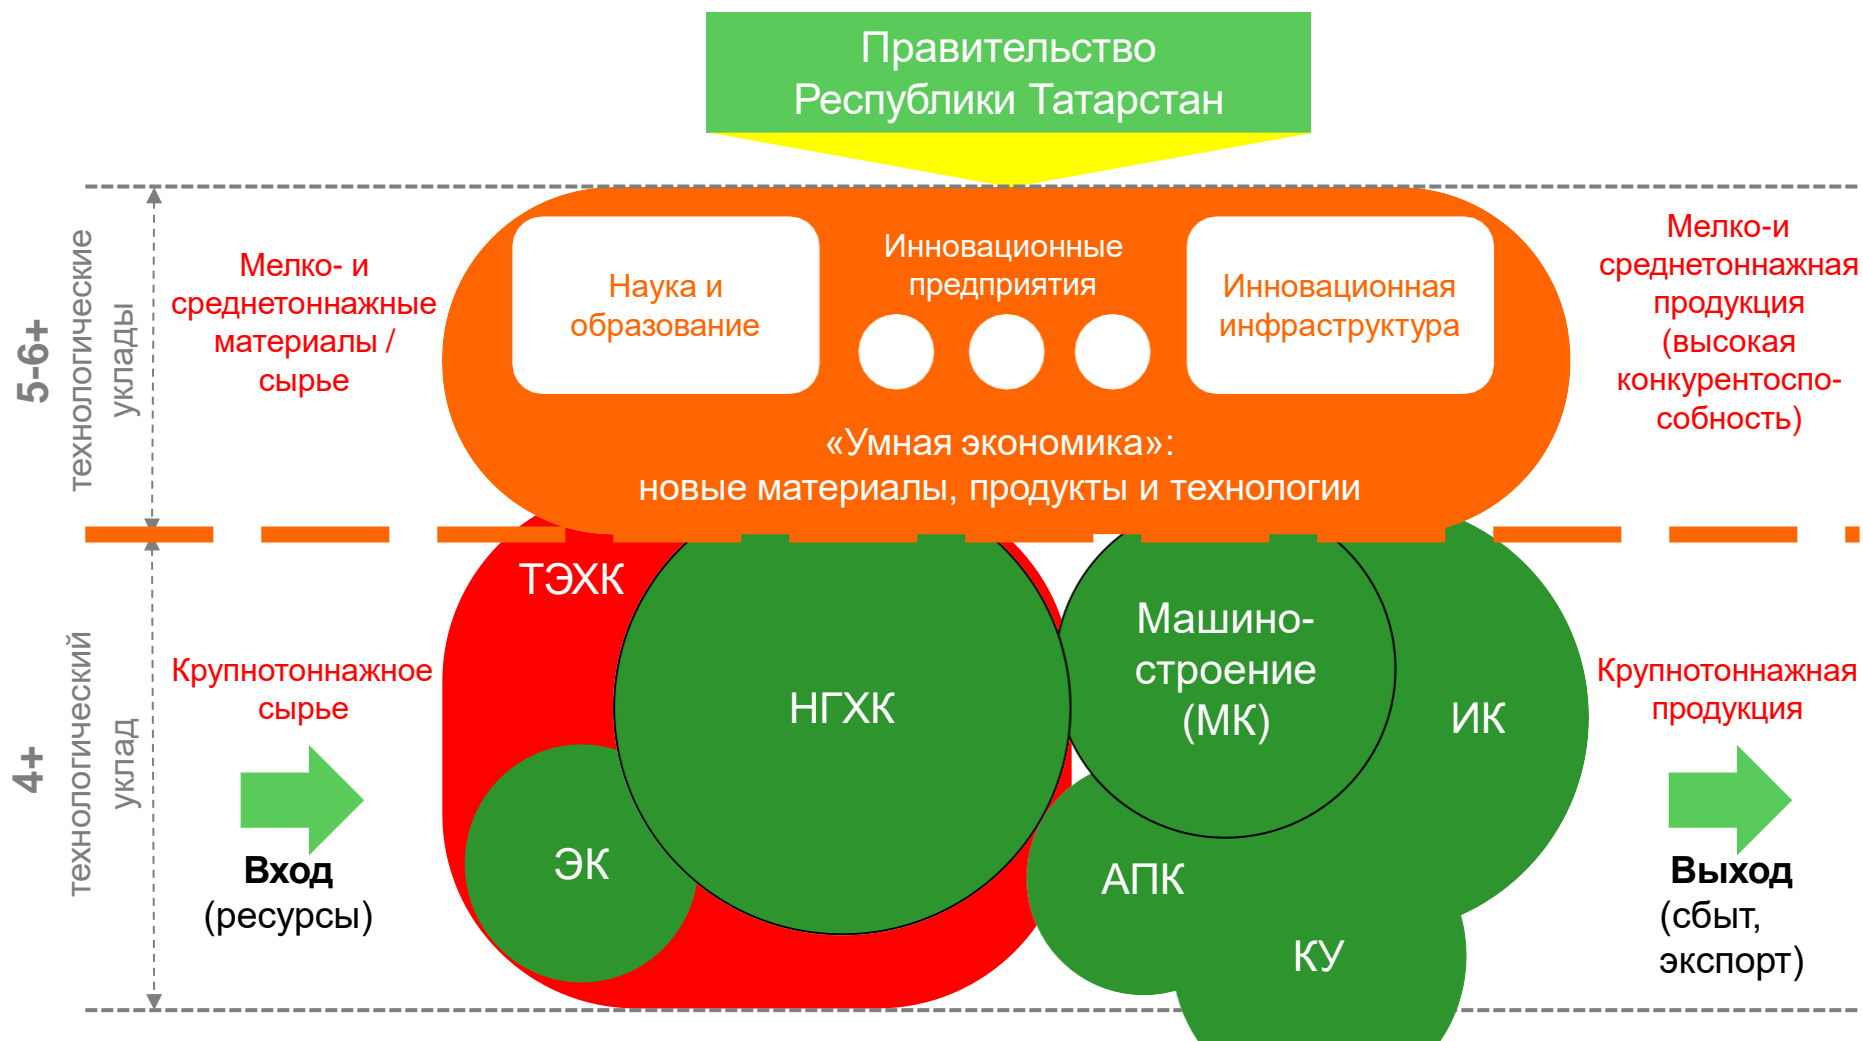 Правительство
Республики Татарстан
5-6+
технологические
уклады
Мелко- и
среднетоннажные
материалы /
сырье
Наука и
образование
Инновационные
предприятия
Инновационная
инфраструктура
«Умная экономика»:
новые материалы, продукты и технологии
Мелко-и
среднетоннажная
продукция
(высокая
конкурентоспо-
собность)
4+
технологический
уклад
Крупнотоннажное
сырье
Вход
(ресурсы)
ТЭХК
НГХК
ЭК
Машино-
строение
(МК)
ИК
АПК
КУ
Крупнотоннажная
продукция
Выход
(сбыт,
экспорт)